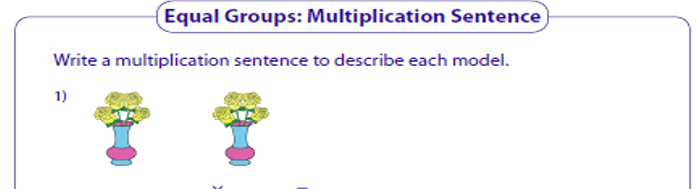 Equal Groups: Multiplication Sentence
Write a multiplication sentence to describe each model.
1)